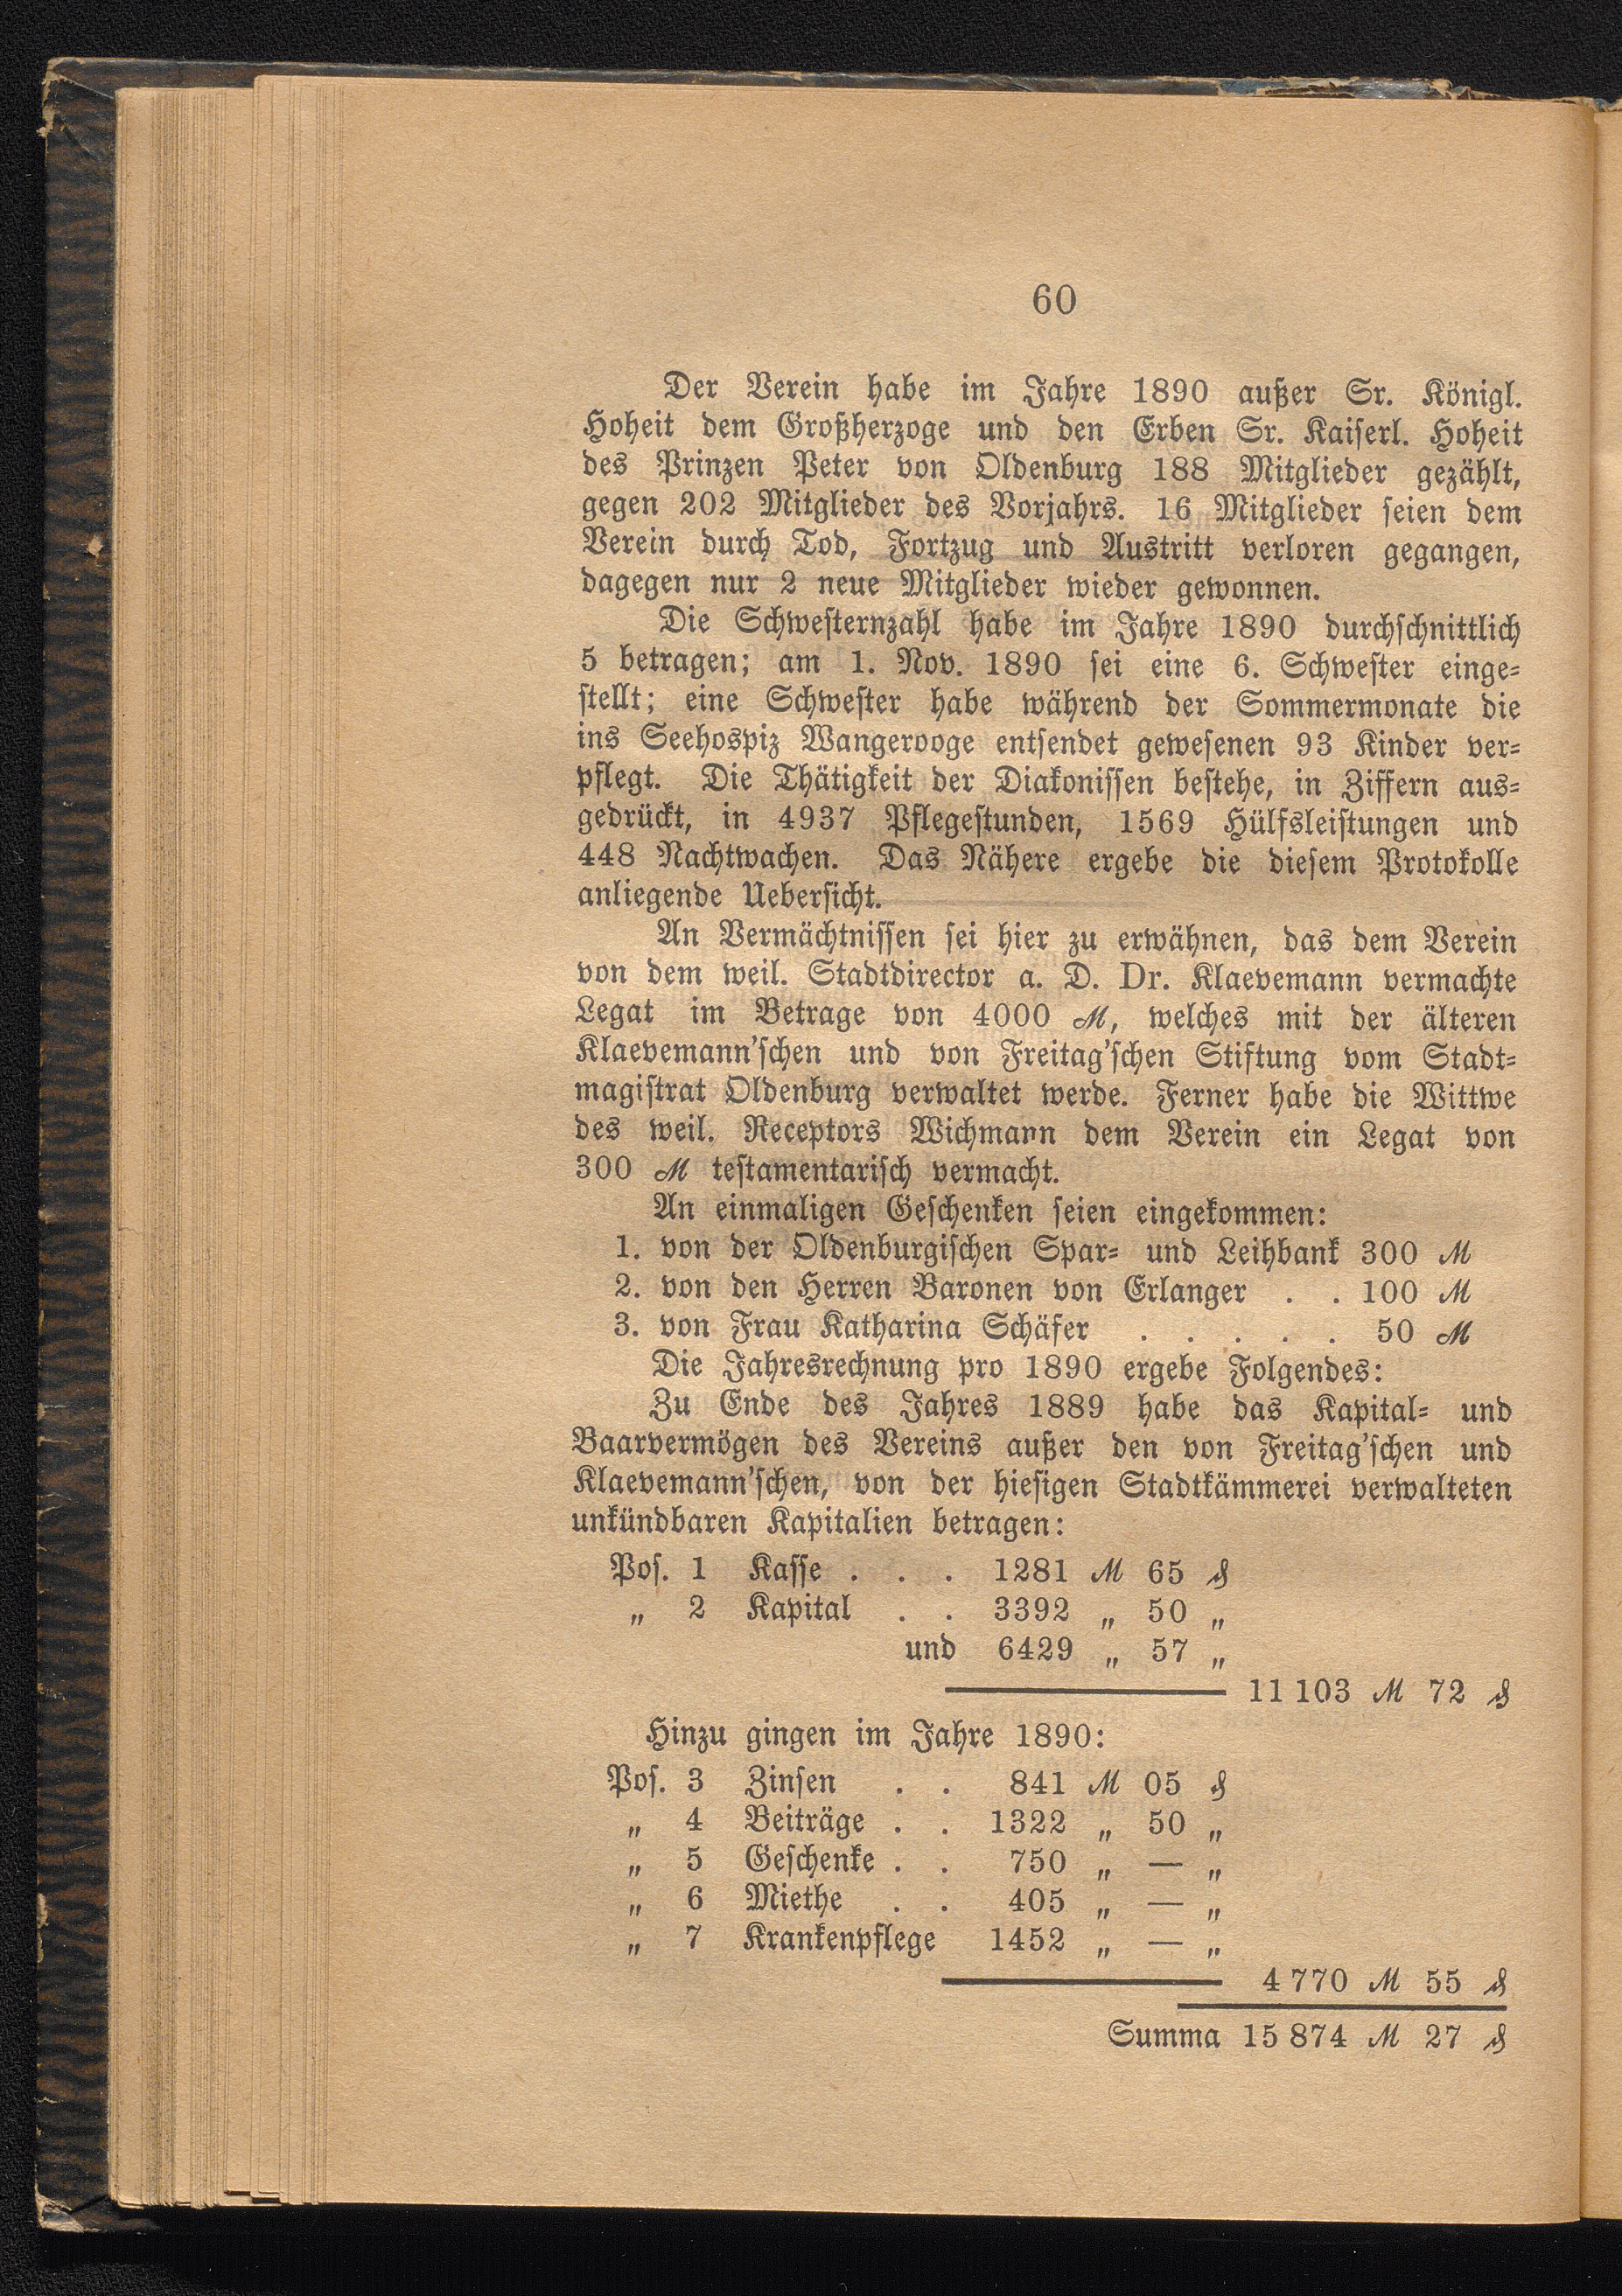 60
Der Verein habe im Jahre 1890 außer Sr. Königl.
Hoheit dem Großherzoge und den Erben Sr. Kaiserl. Hoheit
des Prinzen Peter von Oldenburg 188 Mitglieder gezählt,
gegen 202 Mitglieder des Vorjahrs. 16 Mitglieder seien dem
Verein durch Tod, Fortzug und Austritt verloren gegangen,
dagegen nur 2 neue Mitglieder wieder gewonnen.
Die Schwesternzahl habe im Jahre 1890 durchschnittlich
5 betragen; am 1. Nov. 1890 sei eine 6. Schwester einge-
stellt; eine Schwester habe während der Sommermonate die
ins Seehospiz Wangerooge entsendet gewesenen 93 Kinder ver-
pflegt. Die Thätigkeit der Diakonissen bestehe, in Ziffern aus-
gedrückt, in 4937 Pflegestunden, 1569 Hülfsleistungen und
448 Nachtwachen. Das Nähere ergebe die diesem Protokolle
anliegende Uebersicht.
An Vermächtnissen sei hier zu erwähnen, das dem Verein
von dem weil. Stadtdirector a. D. Dr. Klaevemann vermachte
Legat im Betrage von 4000 ℳ, welches mit der älteren
Klaevemann'schen und von Freitag'schen Stiftung vom Stadt-
magistrat Oldenburg verwaltet werde. Ferner habe die Wittwe
des weil. Receptors Wichmann dem Verein ein Legat von
300 ℳ testamentarisch vermacht.
An einmaligen Geschenken seien eingekommen:
1. von der Oldenburgischen Spar- und Leihbank 300 ℳ
2. von den Herren Baronen von Erlanger . . 100 ℳ
3. von Frau Katharina Schäfer . . . . . 50 ℳ
Die Jahresrechnung pro 1890 ergebe Folgendes:
Zu Ende des Jahres 1889 habe das Kapital- und
Baarvermögen des Vereins außer den von Freitag'schen und
Klaevemann'schen, von der hiesigen Stadtkämmerei verwalteten
unkündbaren Kapitalien betragen:
Pos. 1 Kasse . . . 1281 ℳ 65 ₰
„ 2 Kapital . . 3392 „ 50 „
und 6429 „ 57 „
11 103 ℳ 72 ₰
Hinzu gingen im Jahre 1890:
Pos. 3 Zinsen . . 841 ℳ 05 ₰
„ 4 Beiträge . . 1322 „ 50 „
„ 5 Geschenke . . 750 „ — „
„ 6 Miethe . . 405 „ — „
„ 7 Krankenpflege 1452 „ — „
4 770 ℳ 55 ₰
Summa 15 874 ℳ 27 ₰